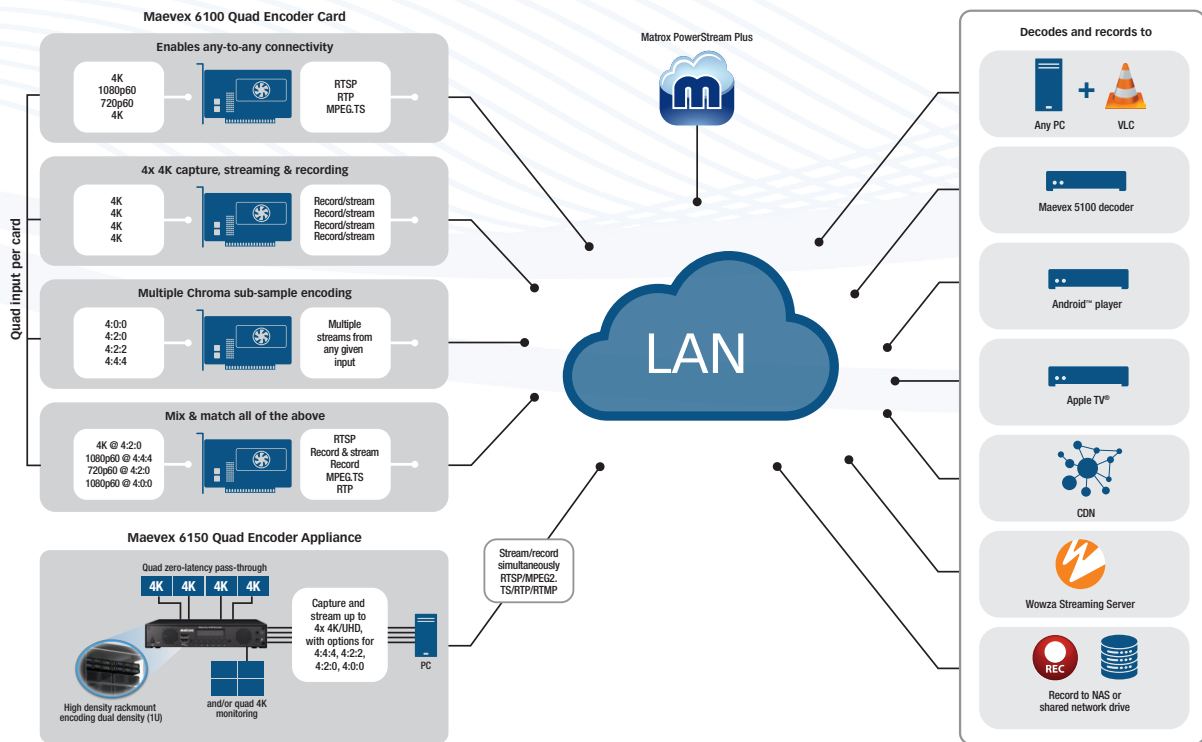 Maevex 6100 Quad Encoder Card
Quad input per card
Enables any-to-any connectivity
4K
1080p60
720p60
4K
RTSP
RTP
MPEG.TS
4x 4K capture, streaming & recording
4K
4K
4K
4K
Record/stream
Record/stream
Record/stream
Record/stream
Multiple Chroma sub-sample encoding
4:0:0
4:2:0
4:2:2
4:4:4
Multiple
streams from
any given
input
Mix & match all of the above
4K @ 4:2:0
1080p60 @ 4:4:4
720p60 @ 4:2:0
1080p60 @ 4:0:0
RTSP
Record & stream
Record
MPEG.TS
RTP
Maevex 6150 Quad Encoder Appliance
Quad zero-latency pass-through
4K 4K 4K 4K
High density rackmount
encoding dual density (1U)
and/or quad 4K
monitoring
Capture and
stream up to
4x 4K/UHD,
with options for
4:4:4, 4:2:2,
4:2:0, 4:0:0
PC
Stream/record
simultaneously
RTSP/MPEG2.
TS/RTP/RTMP
Matrox PowerStream Plus
m
LAN
Decodes and records to
+
Any PC
VLC
Maevex 5100 decoder
Android™ player
Apple TV®
CDN
Wowza Streaming Server
REC
Record to NAS or
shared network drive